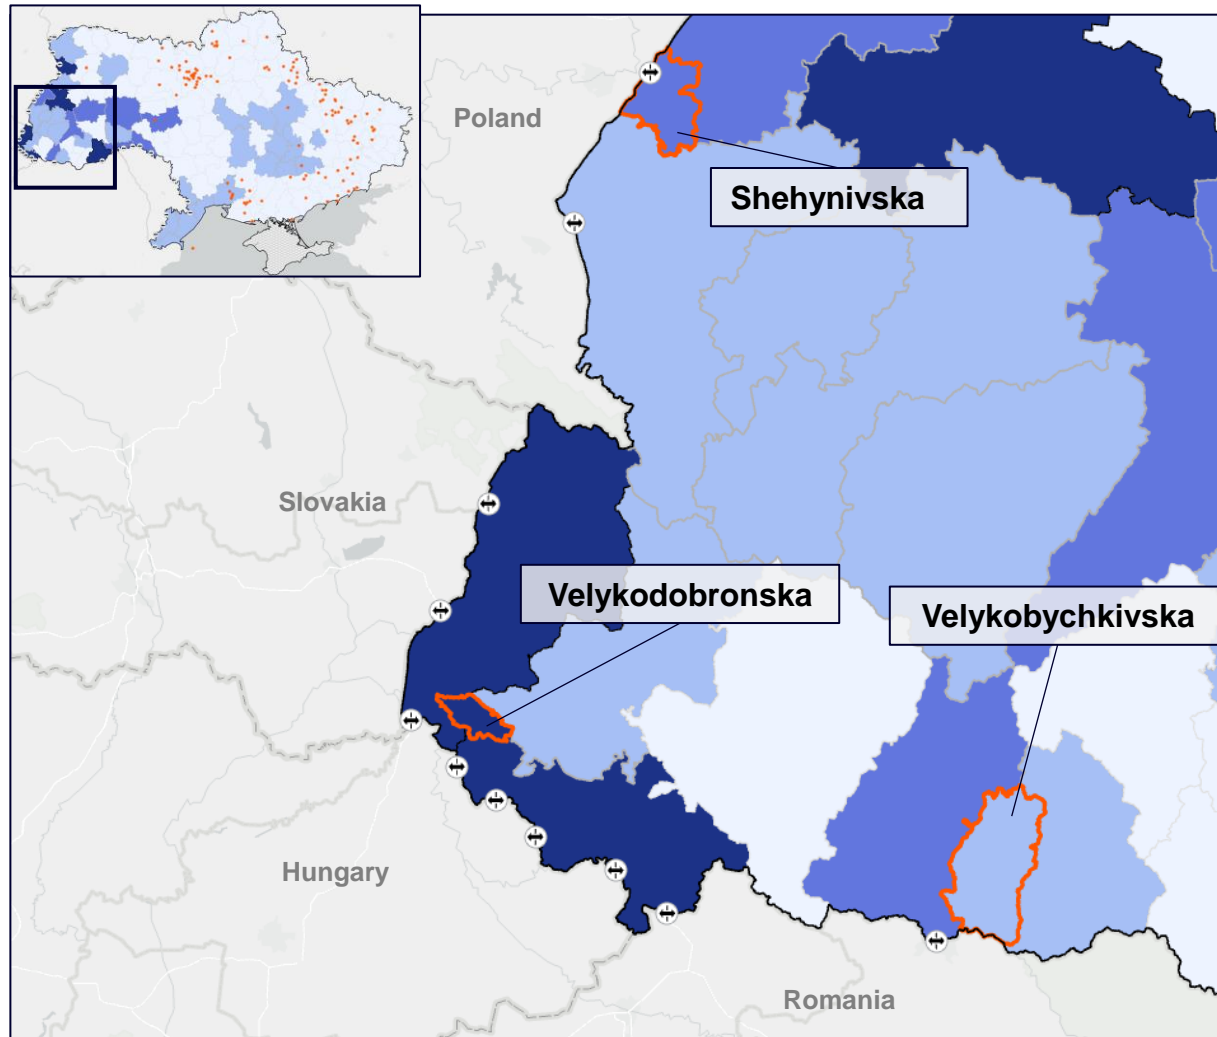 Poland
Shehynivska
Slovakia
Velykodobronska
Velykobychkivska
Hungary
Romania